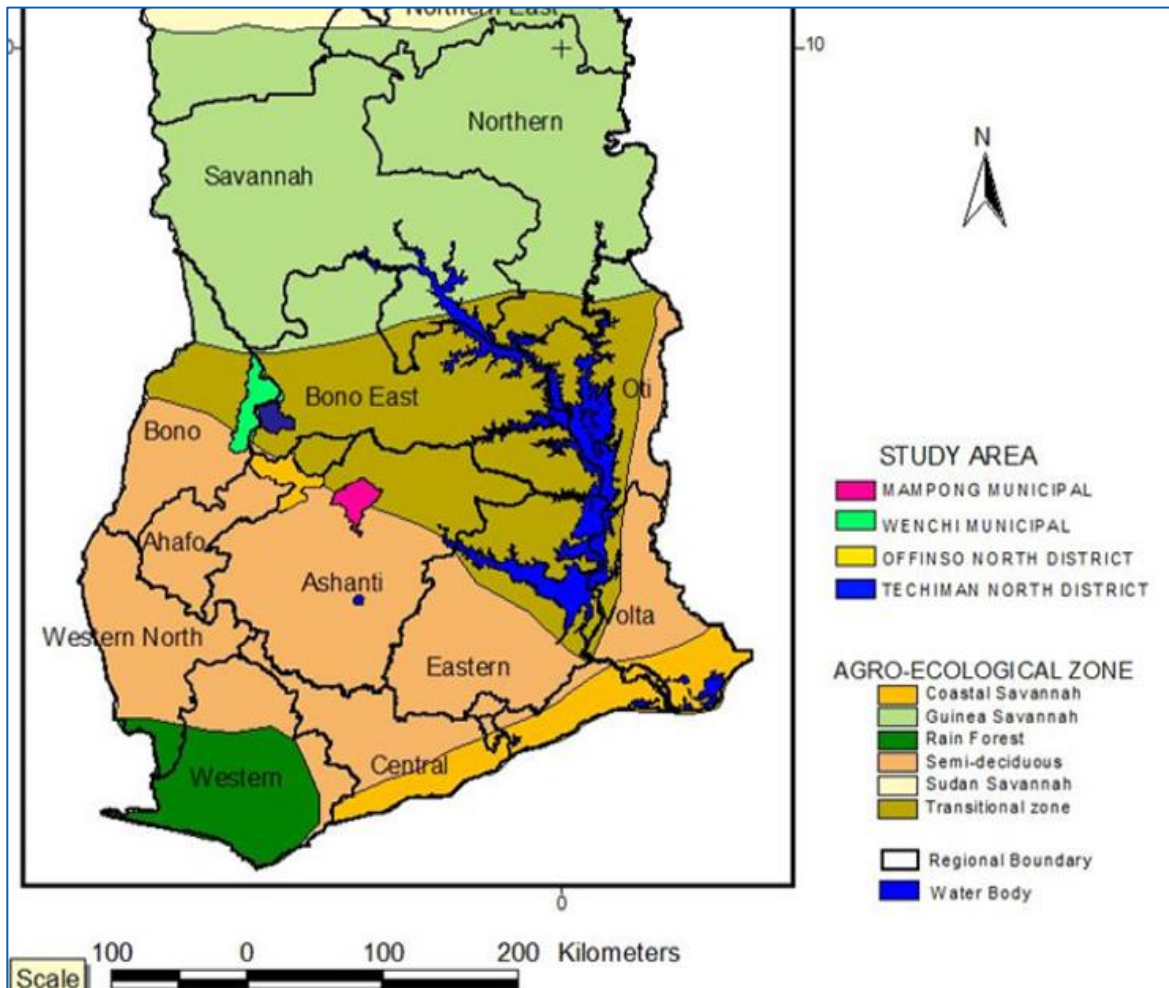 Northern East
10
Northern
N
Savannah
Oti
Bono East
Bono
STUDY AREA
MAMPONG MUNICIPAL
WENCHI MUNICIPAL
Ahafo
OFFINSO NORTH DISTRICT
Ashanti
TECHIMAN NORTH DISTRICT
Volta
Western North
Eastern
AGRO-ECOLOGICAL ZONE
Coastal Savannah
Guinea Savannah
Rain Forest
Central
Semi-deciduous
Western
Sudan Savannah
Transitional zone
Regional Boundary
Water Body
0
100 0 100 200 Kilometers
Scale